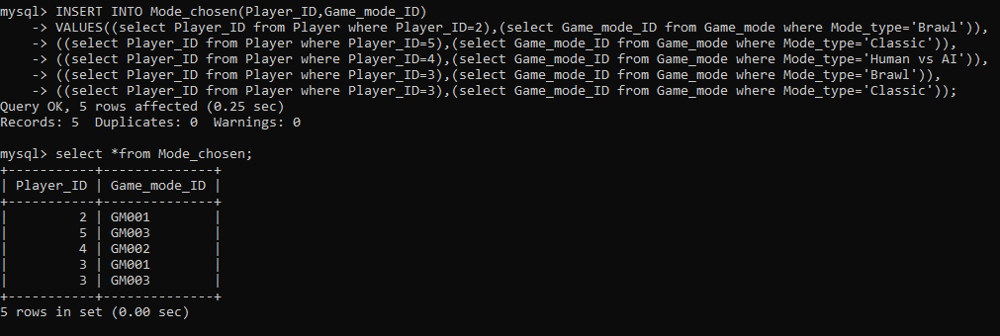 mysql> INSERT INTO Mode_chosen(Player_ID,Game_mode_ID)
    -> VALUES((select Player_ID from Player where Player_ID=2),(select Game_mode_ID from Game_mode where Mode_type='Brawl')),
    -> ((select Player_ID from Player where Player_ID=5),(select Game_mode_ID from Game_mode where Mode_type='Classic')),
    -> ((select Player_ID from Player where Player_ID=4),(select Game_mode_ID from Game_mode where Mode_type='Human vs AI')),
    -> ((select Player_ID from Player where Player_ID=3),(select Game_mode_ID from Game_mode where Mode_type='Brawl')),
    -> ((select Player_ID from Player where Player_ID=3),(select Game_mode_ID from Game_mode where Mode_type='Classic'));
Query OK, 5 rows affected (0.25 sec)
Records: 5  Duplicates: 0  Warnings: 0

mysql> select *from Mode_chosen;
+-----------+--------------+
| Player_ID | Game_mode_ID |
+-----------+--------------+
|         2 | GM001        |
|         5 | GM003        |
|         4 | GM002        |
|         3 | GM001        |
|         3 | GM003        |
+-----------+--------------+
5 rows in set (0.00 sec)